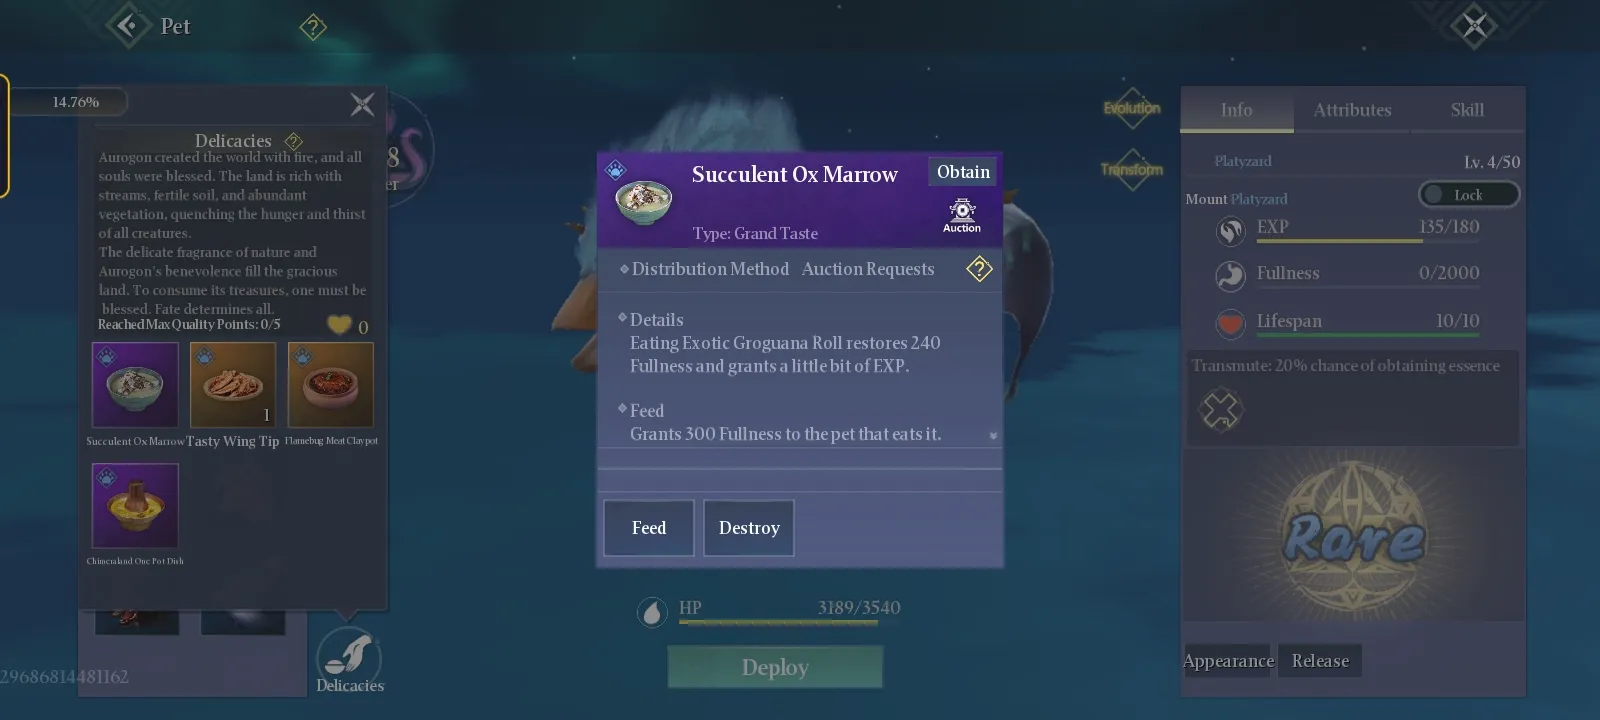 Pet
?
14.76%
Delicacies ?
Aurogon created the world with fire, and all
souls were blessed. The land is rich with
streams, fertile soil, and abundant
vegetation, quenching the hunger and thirst
of all creatures.
The delicate fragrance of nature and
Aurogon's benevolence fill the gracious
land. To consume its treasures, one must be
blessed. Fate determines all.
Reached Max Quality Points: 0/5
0
1
Succulent Ox Marrow
Tasty Wing Tip
Flamebug Meat Claypot
Chimeraland One Pot Dish
8
er
29686814481162
Delicacies
Succulent Ox Marrow
Obtain
Type: Grand Taste
Auction
Distribution Method Auction Requests
?
Details
Eating Exotic Groguana Roll restores 240
Fullness and grants a little bit of EXP.
Feed
Grants 300 Fullness to the pet that eats it.
Feed
Destroy
HP 3189/3540
Deploy
Evolution
Transform
Info
Attributes
Skill
Platyzard
Lv. 4/50
Mount Platyzard
Lock
EXP 135/180
Fullness 0/2000
Lifespan 10/10
Transmute: 20% chance of obtaining essence
Rare
Appearance
Release